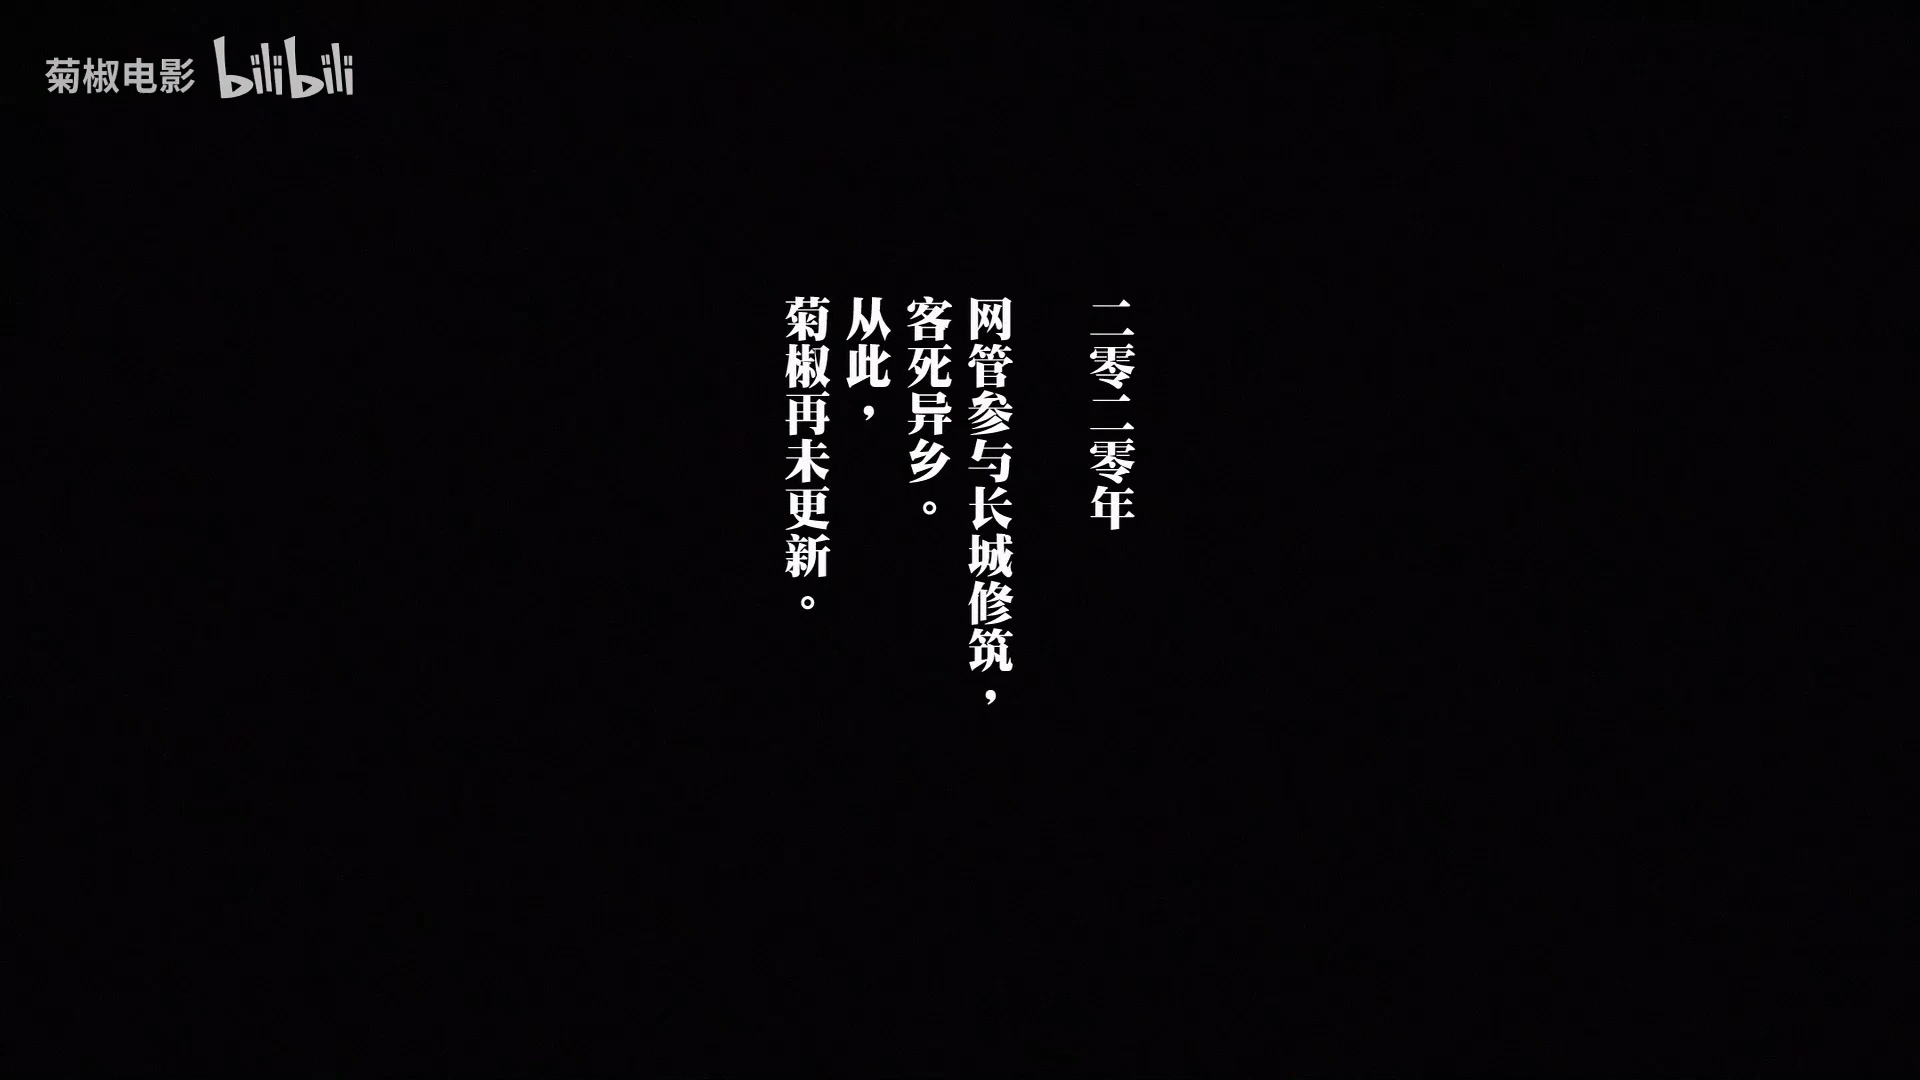 菊椒电影 bilibili
二零二零年
网管参与长城修筑，
客死异乡。
从此，
菊椒再未更新。